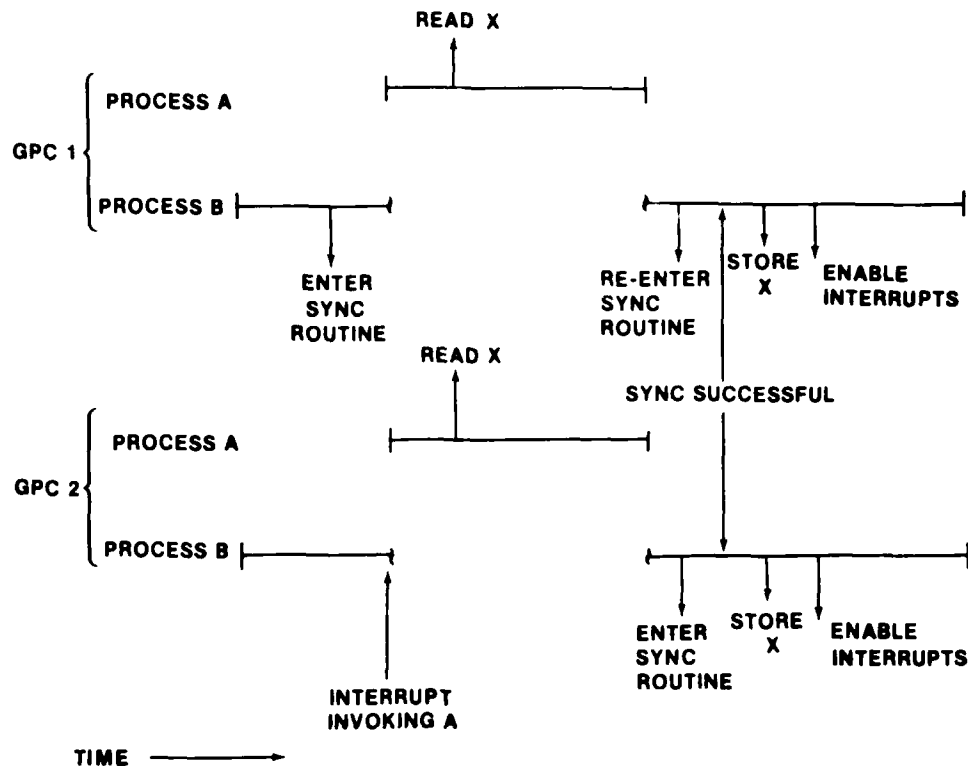 READ X
PROCESS A
GPC 1
PROCESS B
ENTER
SYNC
ROUTINE
RE-ENTER
SYNC
ROUTINE
STORE
X
ENABLE
INTERRUPTS
READ X
SYNC SUCCESSFUL
PROCESS A
GPC 2
PROCESS B
ENTER
SYNC
ROUTINE
STORE
X
ENABLE
INTERRUPTS
INTERRUPT
INVOKING A
TIME